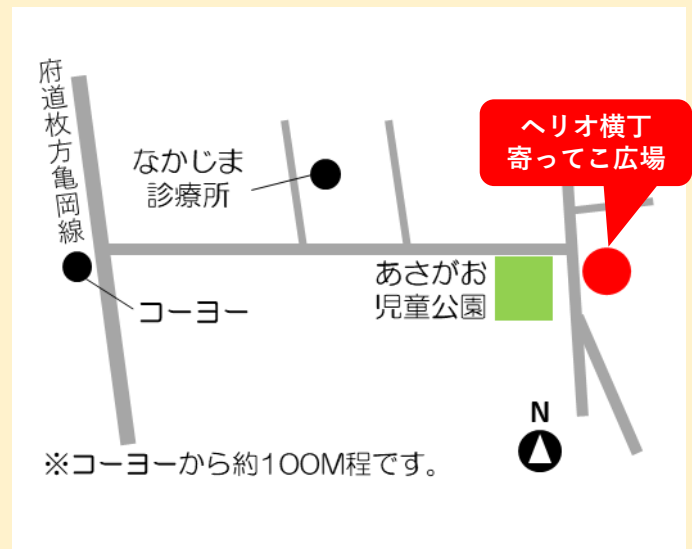 府道枚方亀岡線
ヘリオ横丁
寄ってこ広場
なかじま
診療所
あさがお
児童公園
コーヨー
N
※コーヨーから約100M程です。